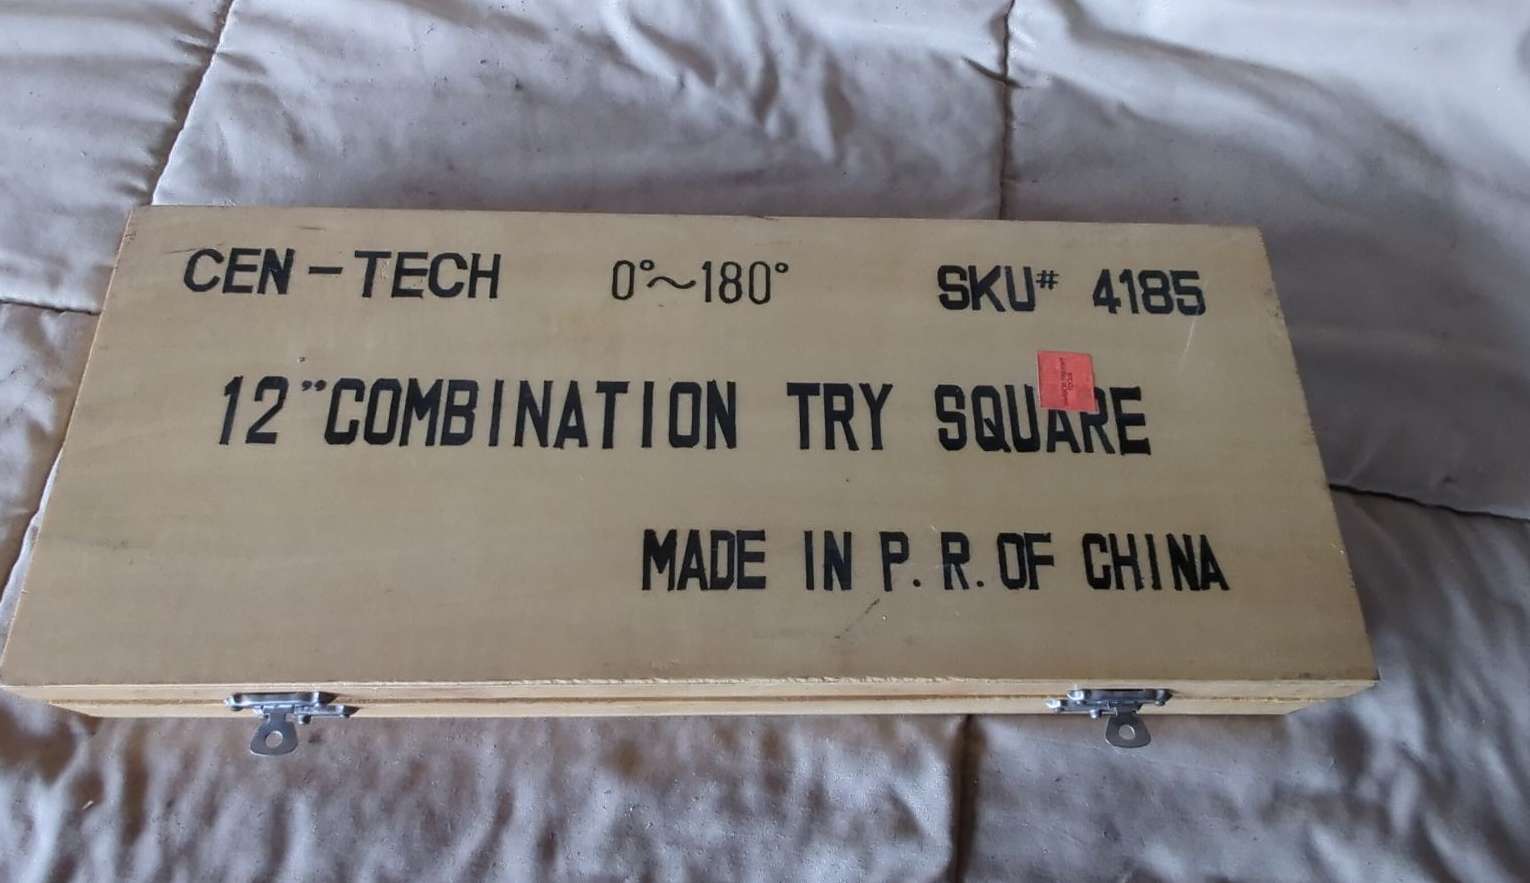 CEN-TECH 0°~180° SKU# 4185
12"COMBINATION TRY SQUARE
MADE IN P.R.OF CHINA